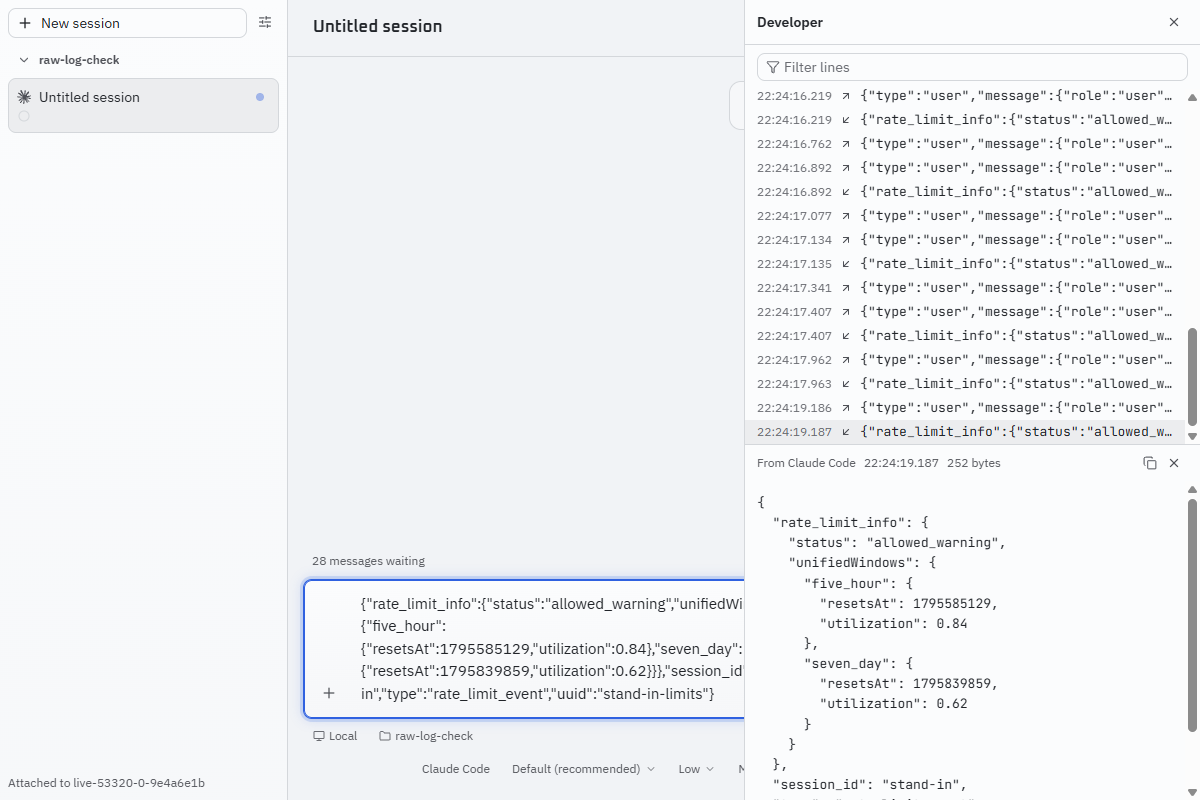 New session
raw-log-check
Untitled session
Attached to live-53320-0-9e4a6e1b
Untitled session
28 messages waiting
{"rate_limit_info":{"status":"allowed_warning","unifiedWi
{"five_hour":
{"resetsAt":1795585129,"utilization":0.84},"seven_day":
{"resetsAt":1795839859,"utilization":0.62}}},"session_id"
in","type":"rate_limit_event","uuid":"stand-in-limits"}
Local
raw-log-check
Claude Code
Default (recommended)
Low
Developer
Filter lines
22:24:16.219 {"type":"user","message":{"role":"user"…
22:24:16.219 {"rate_limit_info":{"status":"allowed_w…
22:24:16.762 {"type":"user","message":{"role":"user"…
22:24:16.892 {"type":"user","message":{"role":"user"…
22:24:16.892 {"rate_limit_info":{"status":"allowed_w…
22:24:17.077 {"type":"user","message":{"role":"user"…
22:24:17.134 {"type":"user","message":{"role":"user"…
22:24:17.135 {"rate_limit_info":{"status":"allowed_w…
22:24:17.341 {"type":"user","message":{"role":"user"…
22:24:17.407 {"type":"user","message":{"role":"user"…
22:24:17.407 {"rate_limit_info":{"status":"allowed_w…
22:24:17.962 {"type":"user","message":{"role":"user"…
22:24:17.963 {"rate_limit_info":{"status":"allowed_w…
22:24:19.186 {"type":"user","message":{"role":"user"…
22:24:19.187 {"rate_limit_info":{"status":"allowed_w…
From Claude Code 22:24:19.187 252 bytes
{
"rate_limit_info": {
"status": "allowed_warning",
"unifiedWindows": {
"five_hour": {
"resetsAt": 1795585129,
"utilization": 0.84
},
"seven_day": {
"resetsAt": 1795839859,
"utilization": 0.62
}
}
},
"session_id": "stand-in",